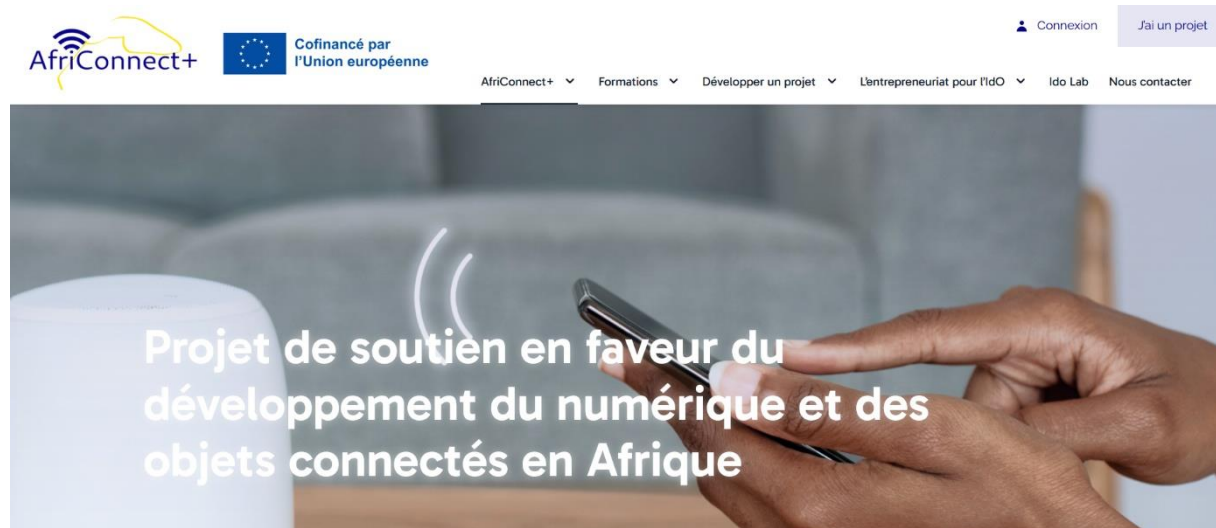 AfriConnect+
Cofinancé par
l'Union européenne
Connexion
J'ai un projet
AfriConnect+
Formations
Développer un projet
L'entrepreneuriat pour l'IdO
Ido Lab
Nous contacter
Projet de soutien en faveur du
développement du numérique et des
objets connectés en Afrique